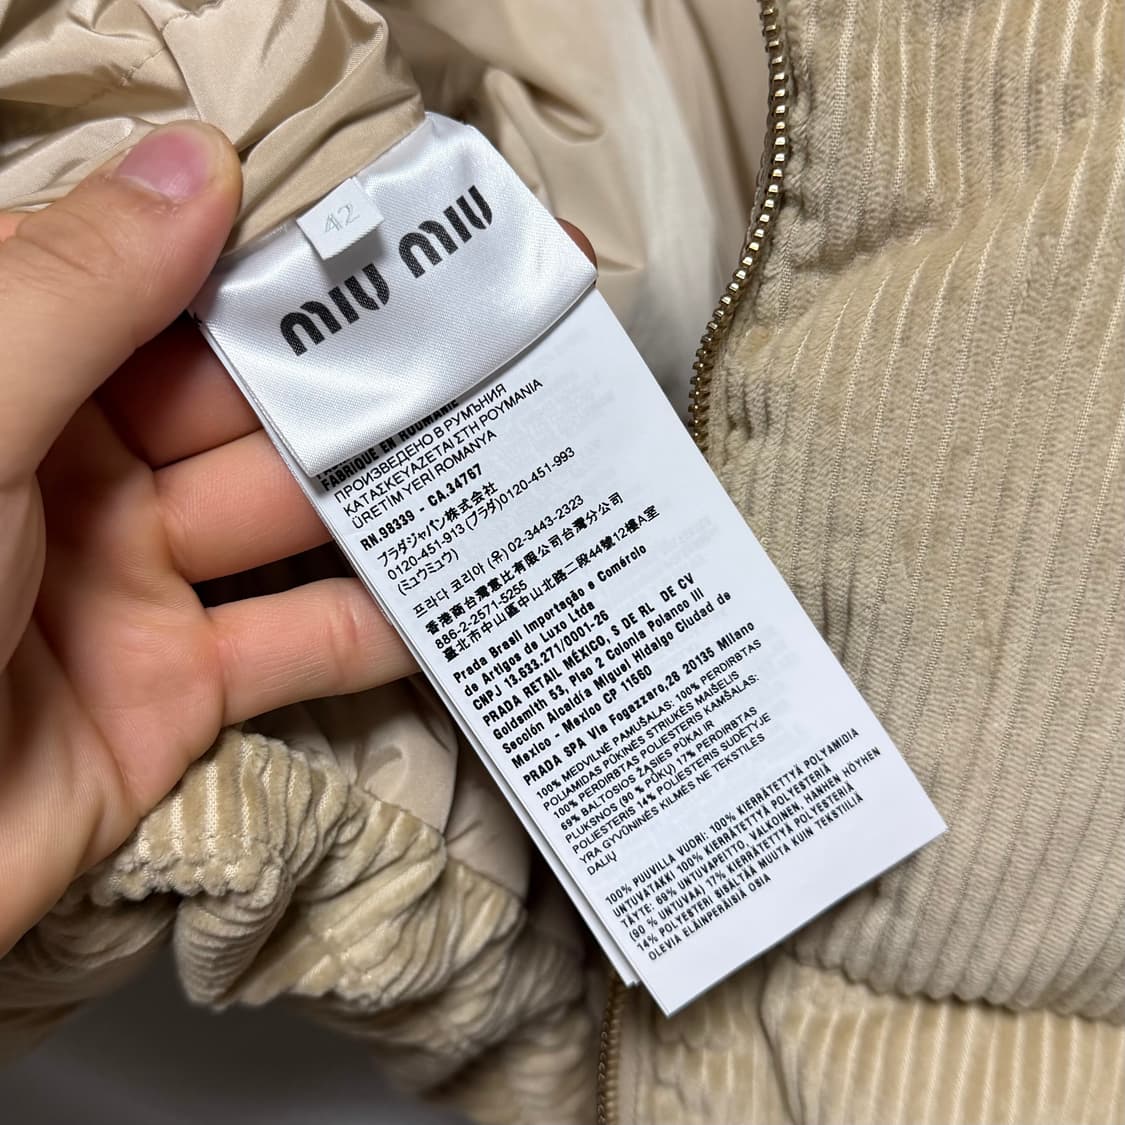 42
MIU MIU
FABRIQUE EN ROUMANIE
ПРОИЗВЕДЕНО В РУМЪНИЯ
ΚΑΤΑΣΚΕΥΑΖΕΤΑΙ ΣΤΗ ΡΟΥΜΑΝΙΑ
ÜRETİM YERİ ROMANYA
RN.98339 - CA.34767
プラダジャパン株式会社
0120-451-913 (プラダ)0120-451-993
(ミュウミュウ)
프라다 코리아 (유) 02-3443-2323
香港商台灣慧比有限公司台灣分公司
886-2-2571-5255
臺北市中山區中山北路二段44號12樓A室
Prada Brasil Importação e Comércio
de Artigos de Luxo Ltda
CNPJ 13.633.271/0001-26
PRADA RETAIL MÉXICO, S DE RL DE CV
Goldsmith 53, Piso 2 Colonia Polanco III
Sección Alcaldía Miguel Hidalgo Ciudad de
Mexico - Mexico CP 11560
PRADA SPA Via Fogazzaro,28 20135 Milano
100% MEDVILNĖ PAMUŠALAS: 100% PERDIRBTAS
POLIAMIDAS PŪKINĖS STRIUKĖS MAIŠELIS
100% PERDIRBTAS POLIESTERIS KAMŠALAS:
69% BALTOSIOS ŽĄSIES PŪKAI IR
PLUKSNOS (90 % PŪKŲ) 17% PERDIRBTAS
POLIESTERIS 14% POLIESTERIS SUDĖTYJE
YRA GYVŪNINĖS KILMĖS NE TEKSTILĖS
DALIŲ
100% PUUVILLA VUORI: 100% KIERRÄTETTYÄ POLYAMIDIA
UNTUVATAKKI 100% KIERRÄTETTYÄ POLYESTERIA
TÄYTE: 69% UNTUVAPEITTO, VALKOINEN, HANHEN HÖYHEN
(90 % UNTUVAA) 17% KIERRÄTETTYÄ POLYESTERIÄ
14% POLYESTERI SISÄLTÄÄ MUUTA KUIN TEKSTIILIÄ
OLEVIA ELÄINPERÄISIÄ OSIA